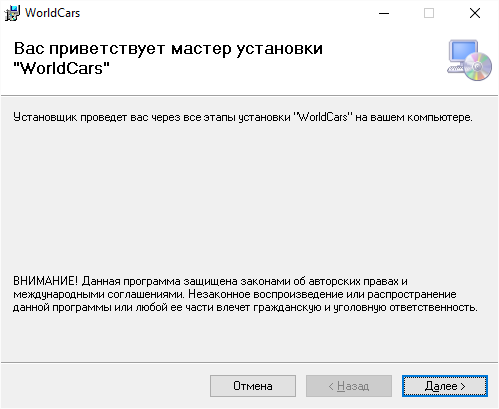 WorldCars
Вас приветствует мастер установки
"WorldCars"
Установщик проведет вас через все этапы установки "WorldCars" на вашем компьютере.
ВНИМАНИЕ! Данная программа защищена законами об авторских правах и
международными соглашениями. Незаконное воспроизведение или распространение
данной программы или любой ее части влечет гражданскую и уголовную ответственность.
Отмена
< Назад
Далее >